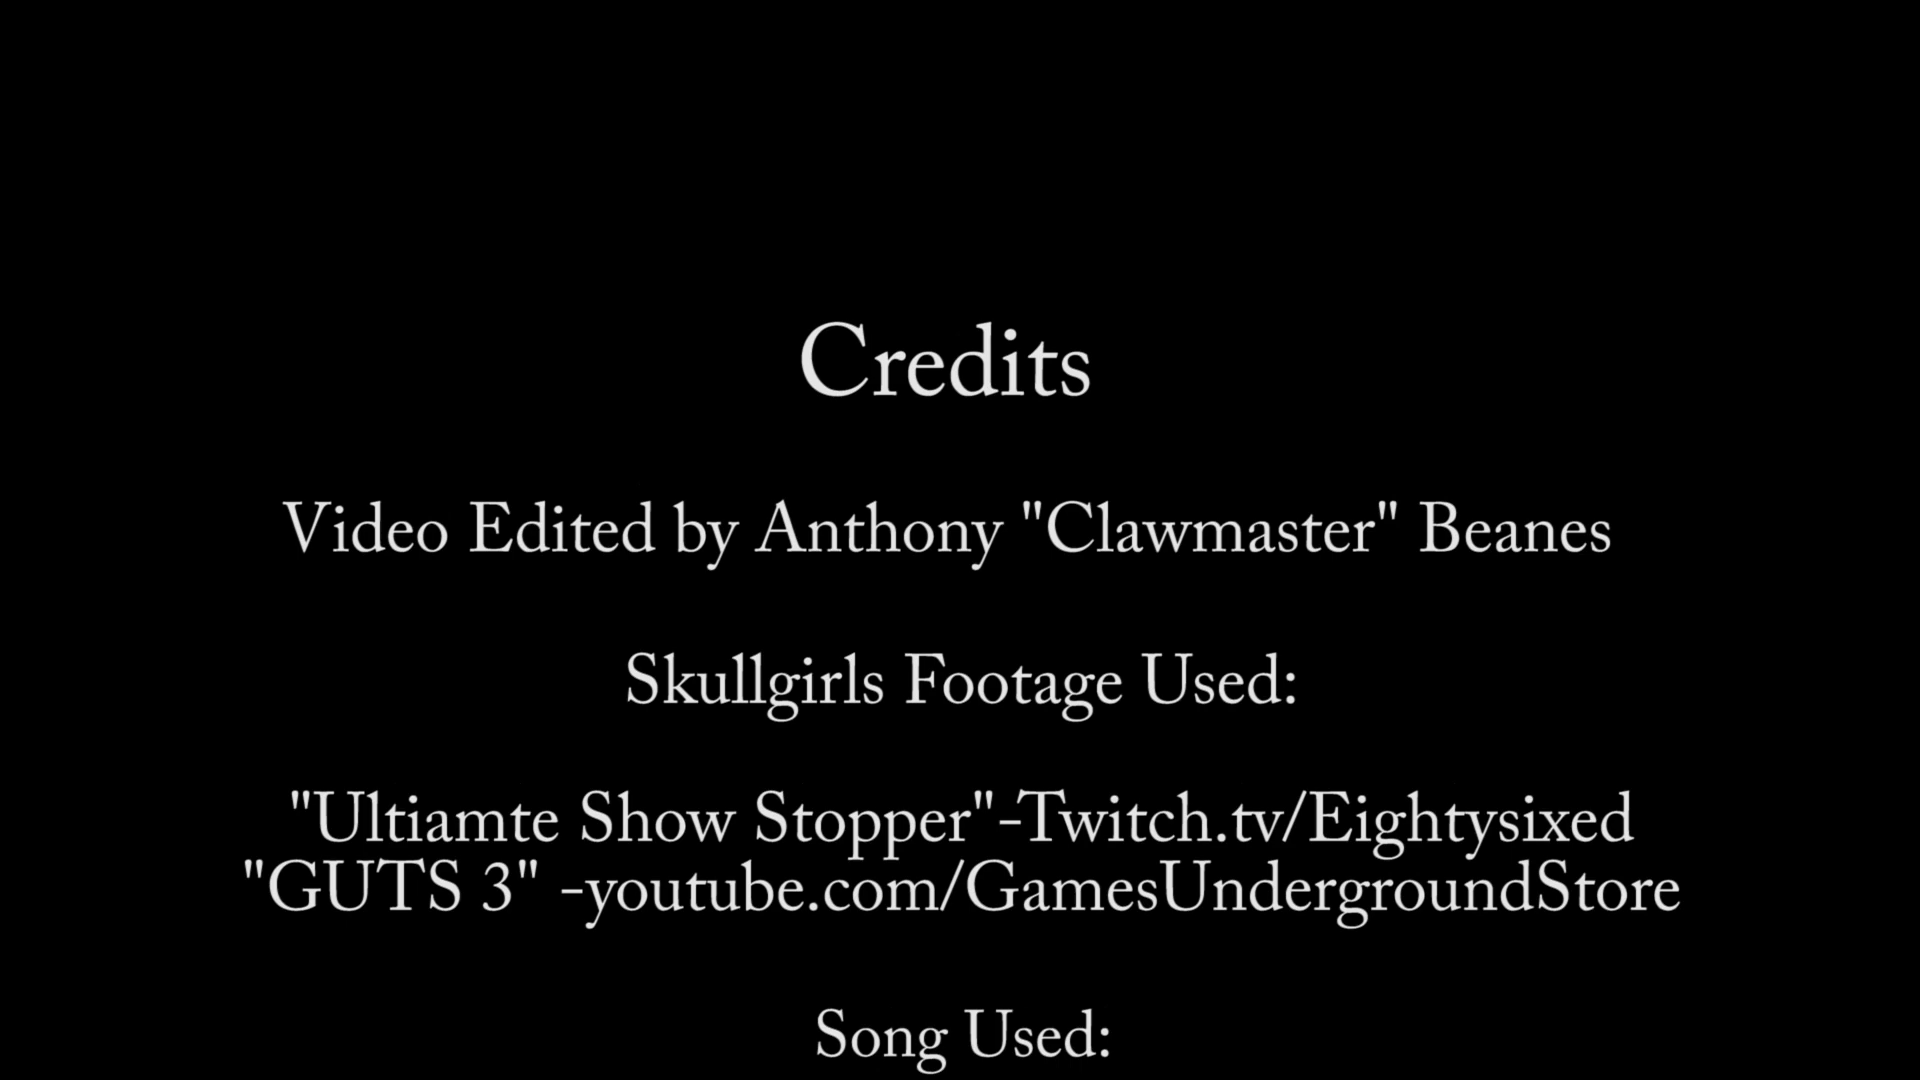 Credits
Video Edited by Anthony "Clawmaster" Beanes
Skullgirls Footage Used:
"Ultiamte Show Stopper"-Twitch.tv/Eightysixed
"GUTS 3" -youtube.com/GamesUndergroundStore
Song Used: